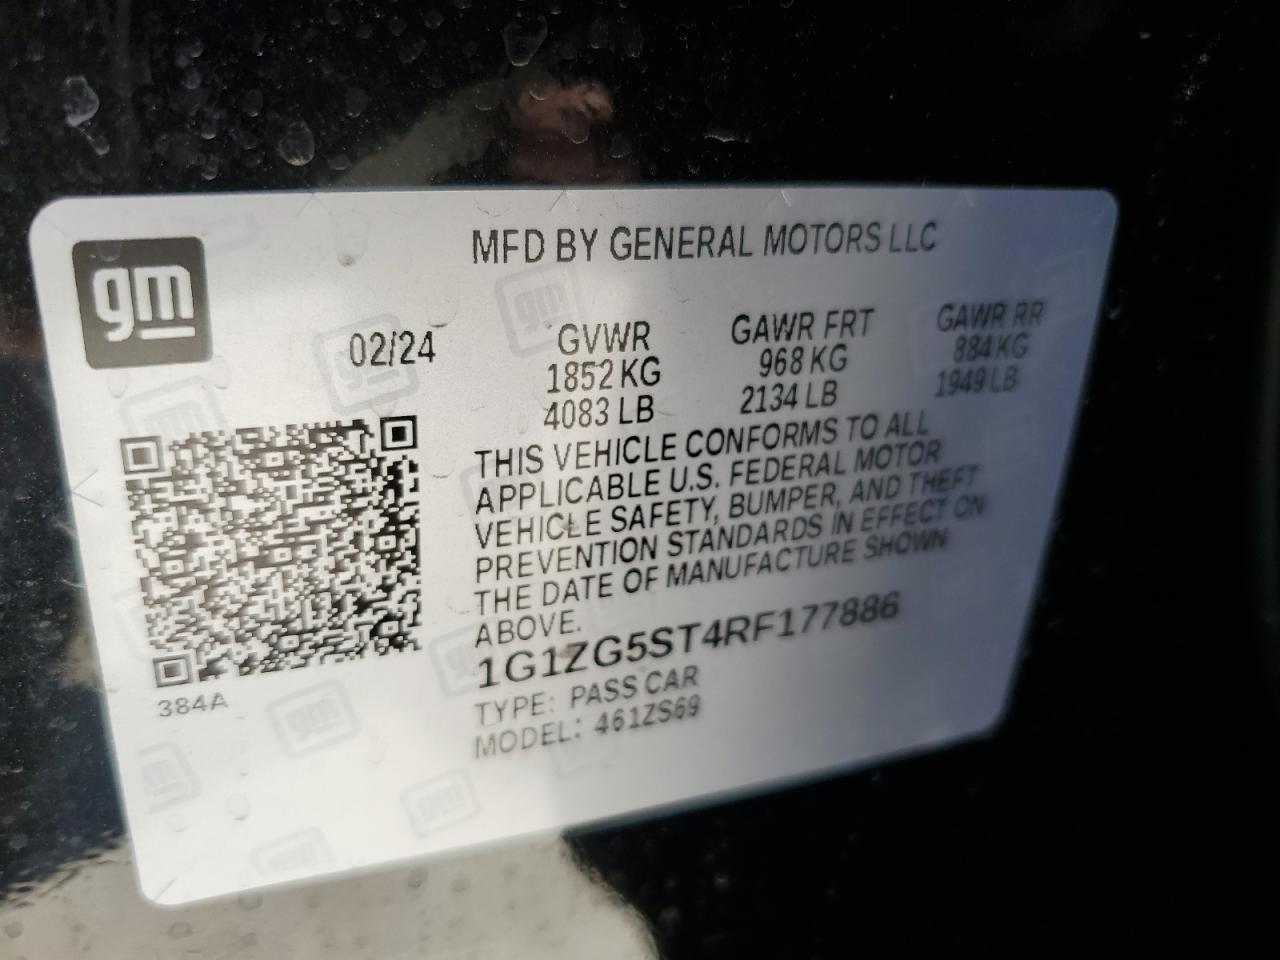 gm
MFD BY GENERAL MOTORS LLC
02/24
GVWR
1852 KG
4083 LB
GAWR FRT
968 KG
2134 LB
GAWR RR
884 KG
1949 LB
THIS VEHICLE CONFORMS TO ALL
APPLICABLE U.S. FEDERAL MOTOR
VEHICLE SAFETY, BUMPER, AND THEFT
PREVENTION STANDARDS IN EFFECT ON
THE DATE OF MANUFACTURE SHOWN
ABOVE.
1G1ZG5ST4RF177886
TYPE: PASS CAR
MODEL: 461ZS69
384A